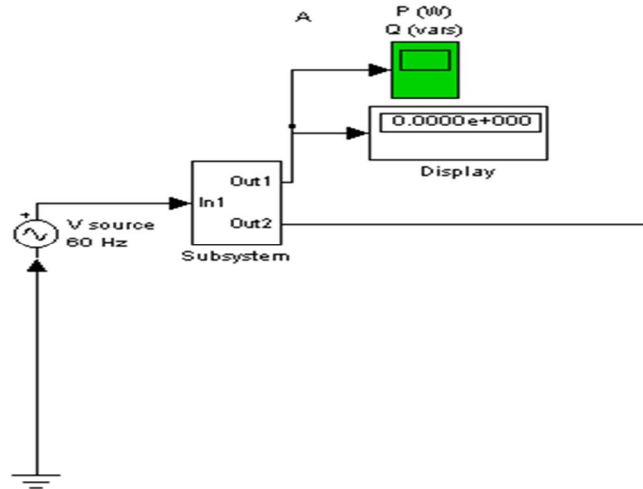 A
P (W)
Q (vars)
0.0000e+000
Display
Out1
In1
Out2
Subsystem
+
V source
60 Hz